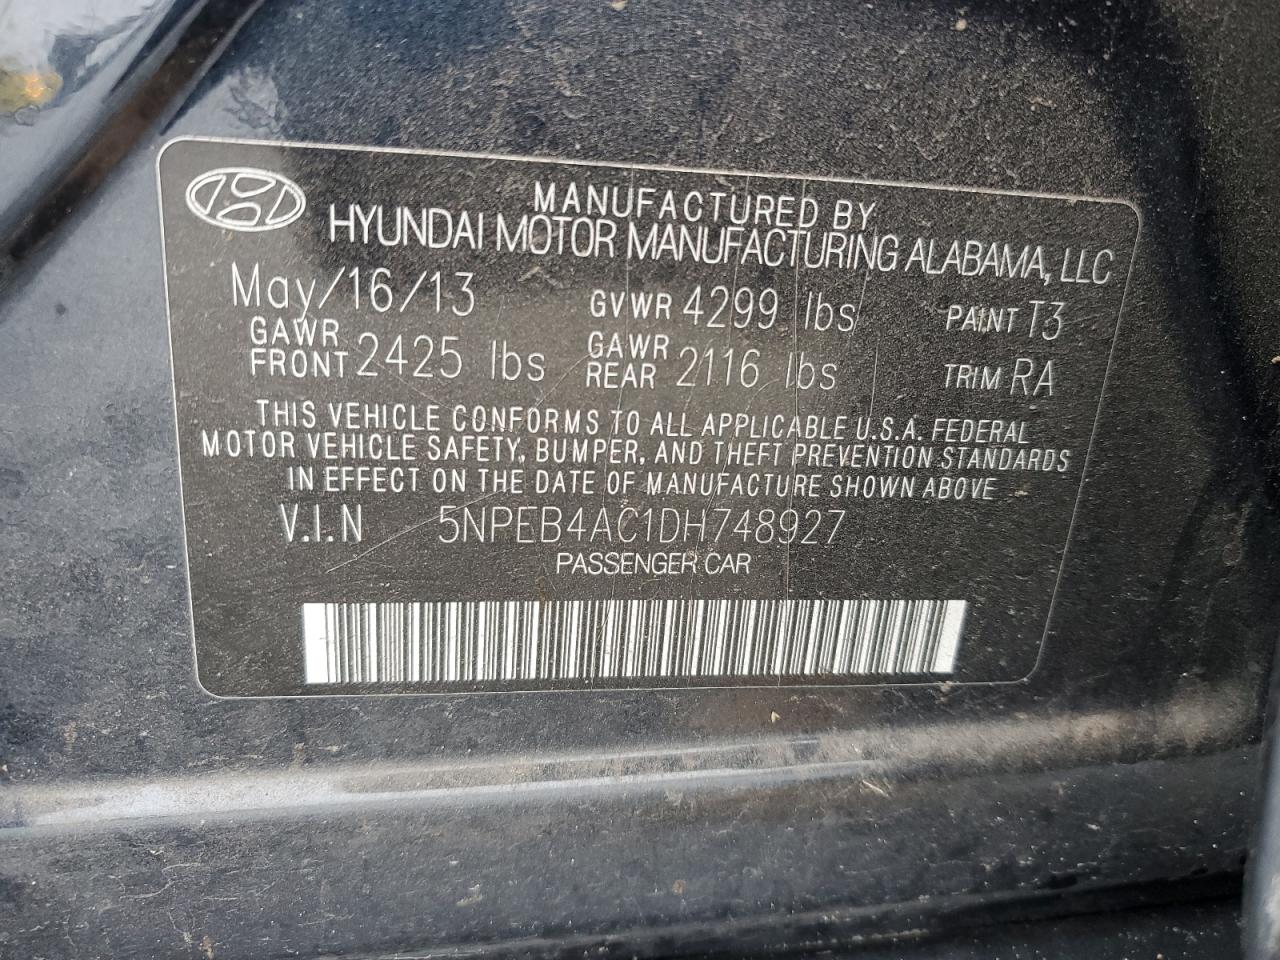 MANUFACTURED BY
HYUNDAI MOTOR MANUFACTURING ALABAMA, LLC
May/16/13 GVWR 4299 lbs PAINT T3
GAWR FRONT 2425 lbs GAWR REAR 2116 lbs TRIM RA
THIS VEHICLE CONFORMS TO ALL APPLICABLE U.S.A. FEDERAL
MOTOR VEHICLE SAFETY, BUMPER, AND THEFT PREVENTION STANDARDS
IN EFFECT ON THE DATE OF MANUFACTURE SHOWN ABOVE
V.I.N 5NPEB4AC1DH748927
PASSENGER CAR